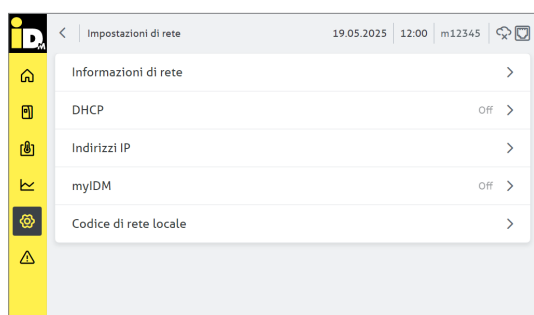 iDM
Impostazioni di rete 19.05.2025 12:00 m12345
Informazioni di rete
DHCP Off
Indirizzi IP
myIDM Off
Codice di rete locale